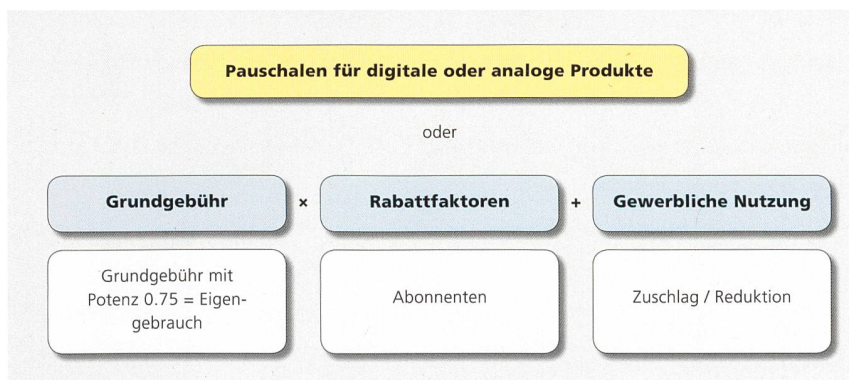 Pauschalen für digitale oder analoge Produkte
oder
Grundgebühr × Rabattfaktoren + Gewerbliche Nutzung
Grundgebühr mit
Potenz 0.75 = Eigen-
gebrauch
Abonnenten
Zuschlag / Reduktion